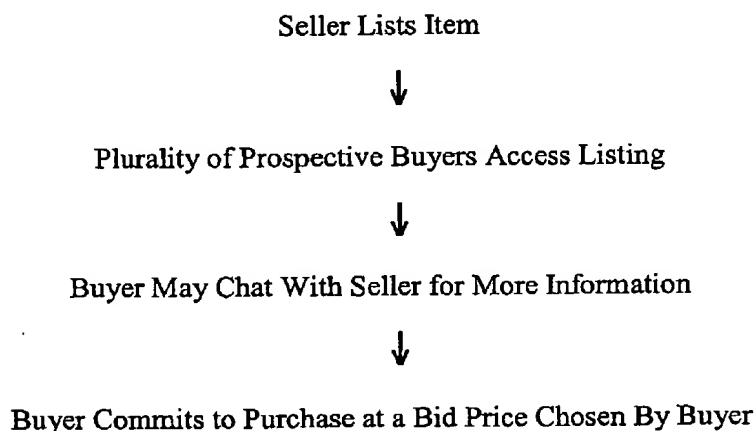 Seller Lists Item
Plurality of Prospective Buyers Access Listing
Buyer May Chat With Seller for More Information
Buyer Commits to Purchase at a Bid Price Chosen By Buyer